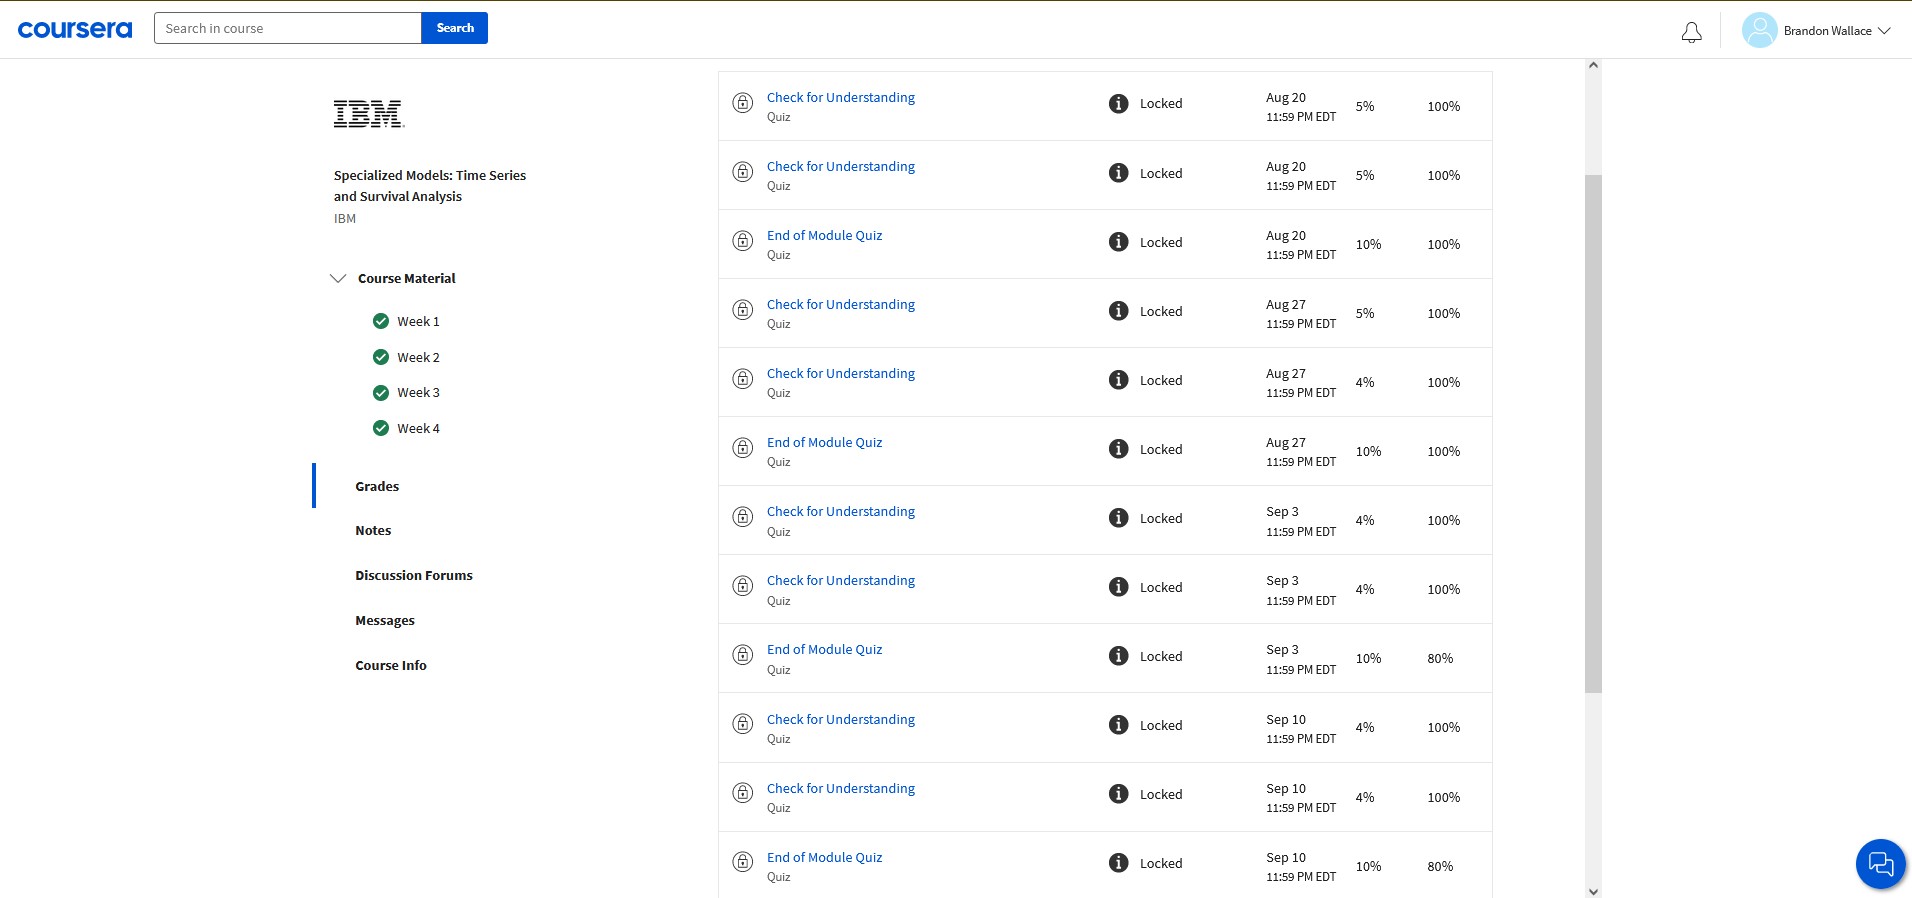 coursera
Search in course
Search
Brandon Wallace
IBM
Specialized Models: Time Series
and Survival Analysis
IBM
Course Material
Week 1
Week 2
Week 3
Week 4
Grades
Notes
Discussion Forums
Messages
Course Info
Check for Understanding
Quiz
Locked
Aug 20
11:59 PM EDT
5%
100%
Check for Understanding
Quiz
Locked
Aug 20
11:59 PM EDT
5%
100%
End of Module Quiz
Quiz
Locked
Aug 20
11:59 PM EDT
10%
100%
Check for Understanding
Quiz
Locked
Aug 27
11:59 PM EDT
5%
100%
Check for Understanding
Quiz
Locked
Aug 27
11:59 PM EDT
4%
100%
End of Module Quiz
Quiz
Locked
Aug 27
11:59 PM EDT
10%
100%
Check for Understanding
Quiz
Locked
Sep 3
11:59 PM EDT
4%
100%
Check for Understanding
Quiz
Locked
Sep 3
11:59 PM EDT
4%
100%
End of Module Quiz
Quiz
Locked
Sep 3
11:59 PM EDT
10%
80%
Check for Understanding
Quiz
Locked
Sep 10
11:59 PM EDT
4%
100%
Check for Understanding
Quiz
Locked
Sep 10
11:59 PM EDT
4%
100%
End of Module Quiz
Quiz
Locked
Sep 10
11:59 PM EDT
10%
80%